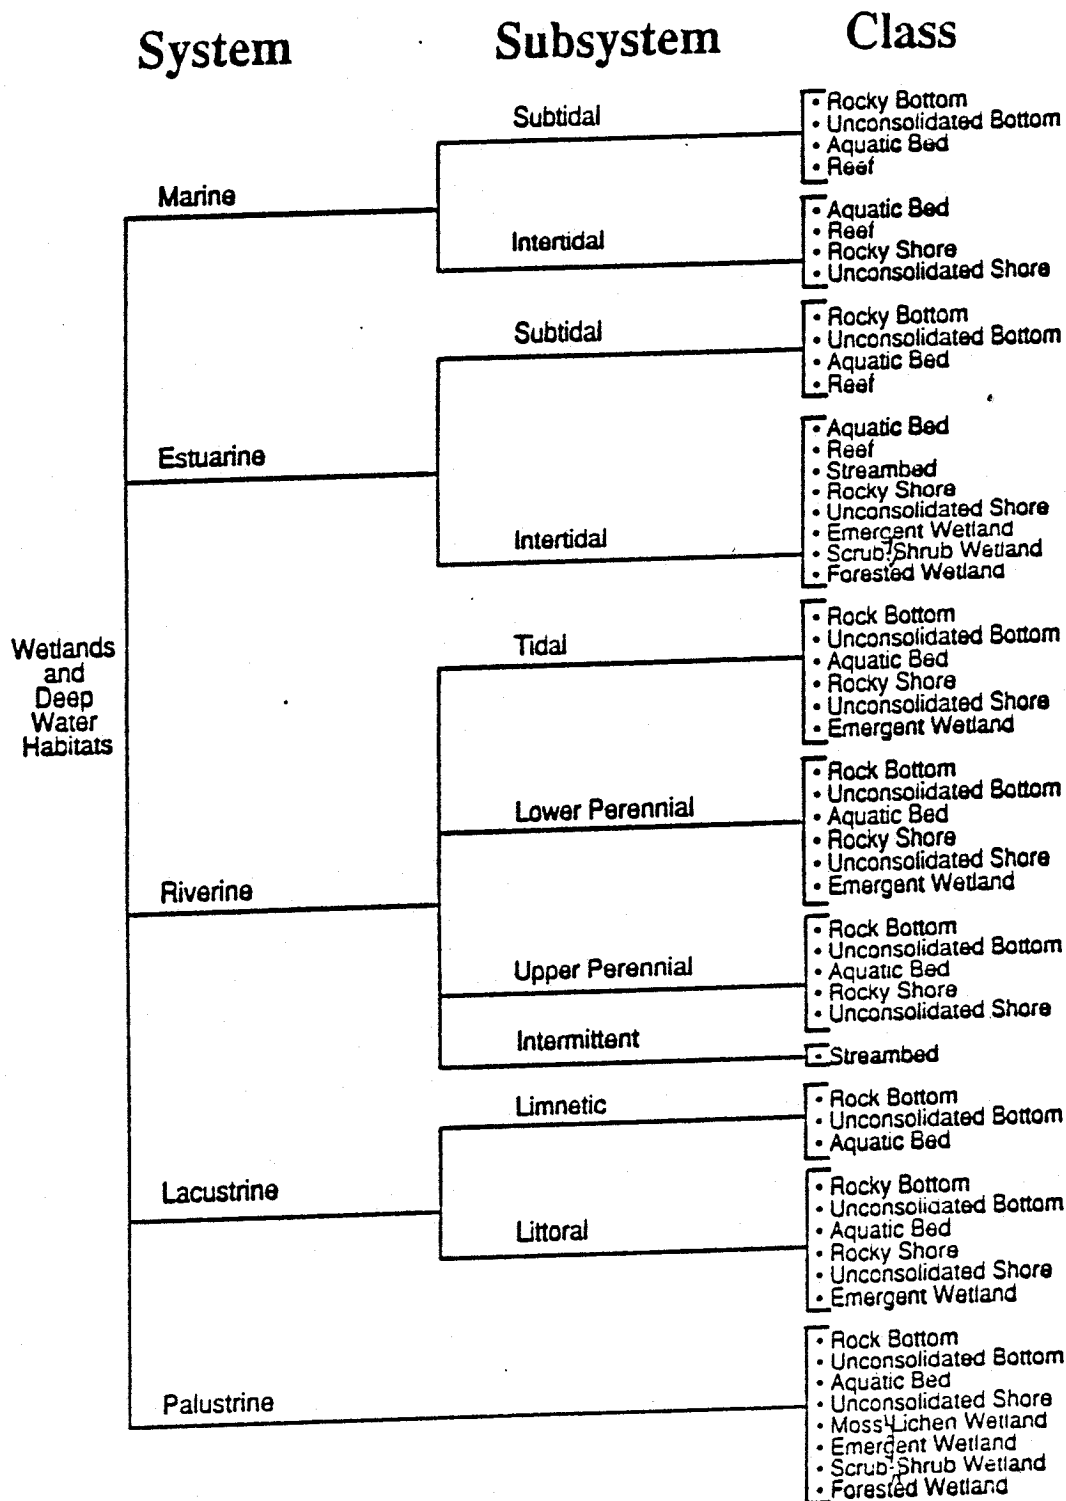 System Subsystem Class
Subtidal
• Rocky Bottom
• Unconsolidated Bottom
• Aquatic Bed
• Reef
Marine
Intertidal
• Aquatic Bed
• Reef
• Rocky Shore
• Unconsolidated Shore
Subtidal
• Rocky Bottom
• Unconsolidated Bottom
• Aquatic Bed
• Reef
Estuarine
Intertidal
• Aquatic Bed
• Reef
• Streambed
• Rocky Shore
• Unconsolidated Shore
• Emergent Wetland
• Scrub-Shrub Wetland
• Forested Wetland
Wetlands
and
Deep
Water
Habitats
Tidal
• Rock Bottom
• Unconsolidated Bottom
• Aquatic Bed
• Rocky Shore
• Unconsolidated Shore
• Emergent Wetland
Lower Perennial
• Rock Bottom
• Unconsolidated Bottom
• Aquatic Bed
• Rocky Shore
• Unconsolidated Shore
• Emergent Wetland
Riverine
Upper Perennial
• Rock Bottom
• Unconsolidated Bottom
• Aquatic Bed
• Rocky Shore
• Unconsolidated Shore
Intermittent
• Streambed
Limnetic
• Rock Bottom
• Unconsolidated Bottom
• Aquatic Bed
Lacustrine
Littoral
• Rocky Bottom
• Unconsolidated Bottom
• Aquatic Bed
• Rocky Shore
• Unconsolidated Shore
• Emergent Wetland
Palustrine
• Rock Bottom
• Unconsolidated Bottom
• Aquatic Bed
• Unconsolidated Shore
• Moss-Lichen Wetland
• Emergent Wetland
• Scrub-Shrub Wetland
• Forested Wetland